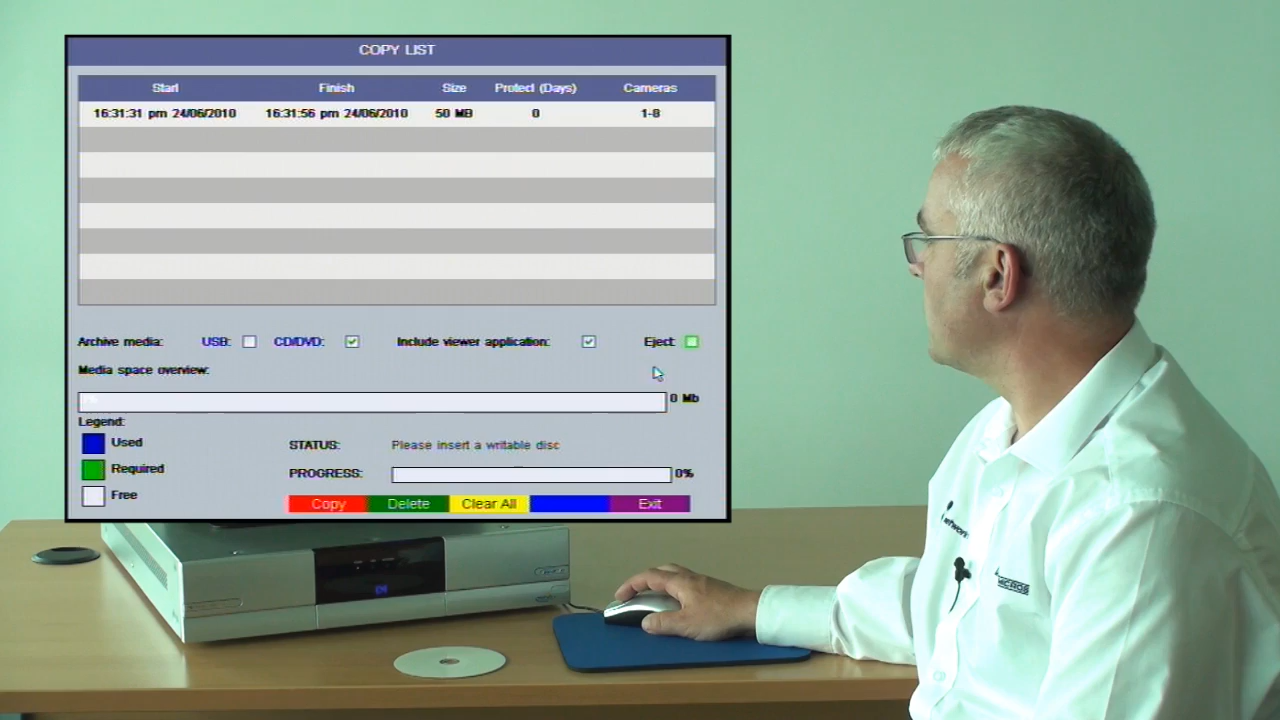 COPY LIST
Start Finish Size Protect (Days) Cameras
16:31:31 pm 24/06/2010 16:31:56 pm 24/06/2010 50 MB 0 1-8
Archive media: USB: CD/DVD: Include viewer application: Eject:
Media space overview:
0 Mb
Legend:
Used
STATUS: Please insert a writable disc
Required
PROGRESS: 0%
Free
Copy Delete Clear All Exit